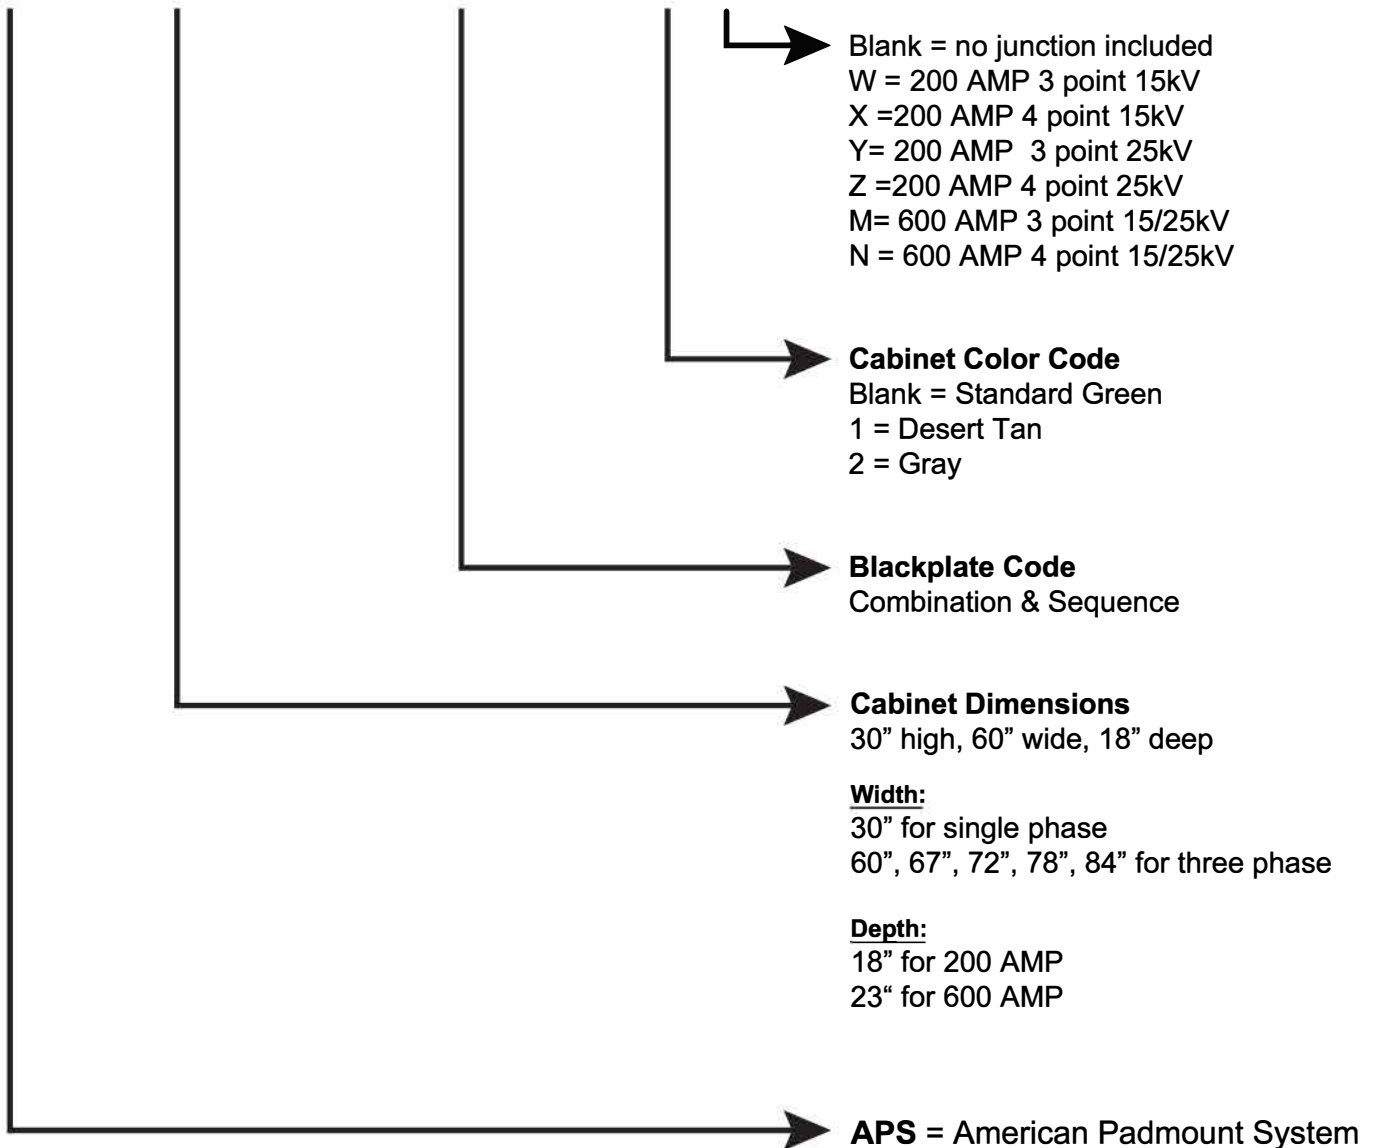 Blank = no junction included
W = 200 AMP 3 point 15kV
X =200 AMP 4 point 15kV
Y= 200 AMP  3 point 25kV
Z =200 AMP 4 point 25kV
M= 600 AMP 3 point 15/25kV
N = 600 AMP 4 point 15/25kV
Cabinet Color Code
Blank = Standard Green
1 = Desert Tan
2 = Gray
Blackplate Code
Combination & Sequence
Cabinet Dimensions
30” high, 60” wide, 18” deep
Width:
30” for single phase
60”, 67”, 72”, 78”, 84” for three phase
Depth:
18” for 200 AMP
23“ for 600 AMP
APS = American Padmount System